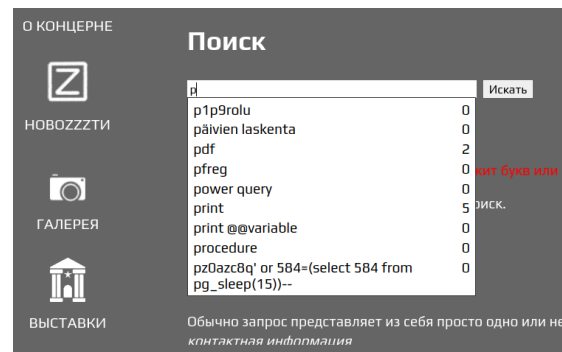 О КОНЦЕРНЕ
Поиск
Z
p
Искать
НОВОZZZТИ
p1p9rolu 0
päivien laskenta 0
pdf 2
pfreg 0
жит букв или
power query 0
print 5
риск.
ГАЛЕРЕЯ
print @@variable 0
procedure 0
pz0azc8q' or 584=(select 584 from 0
pg_sleep(15))--
ВЫСТАВКИ
Обычно запрос представляет из себя просто одно или не
контактная информация